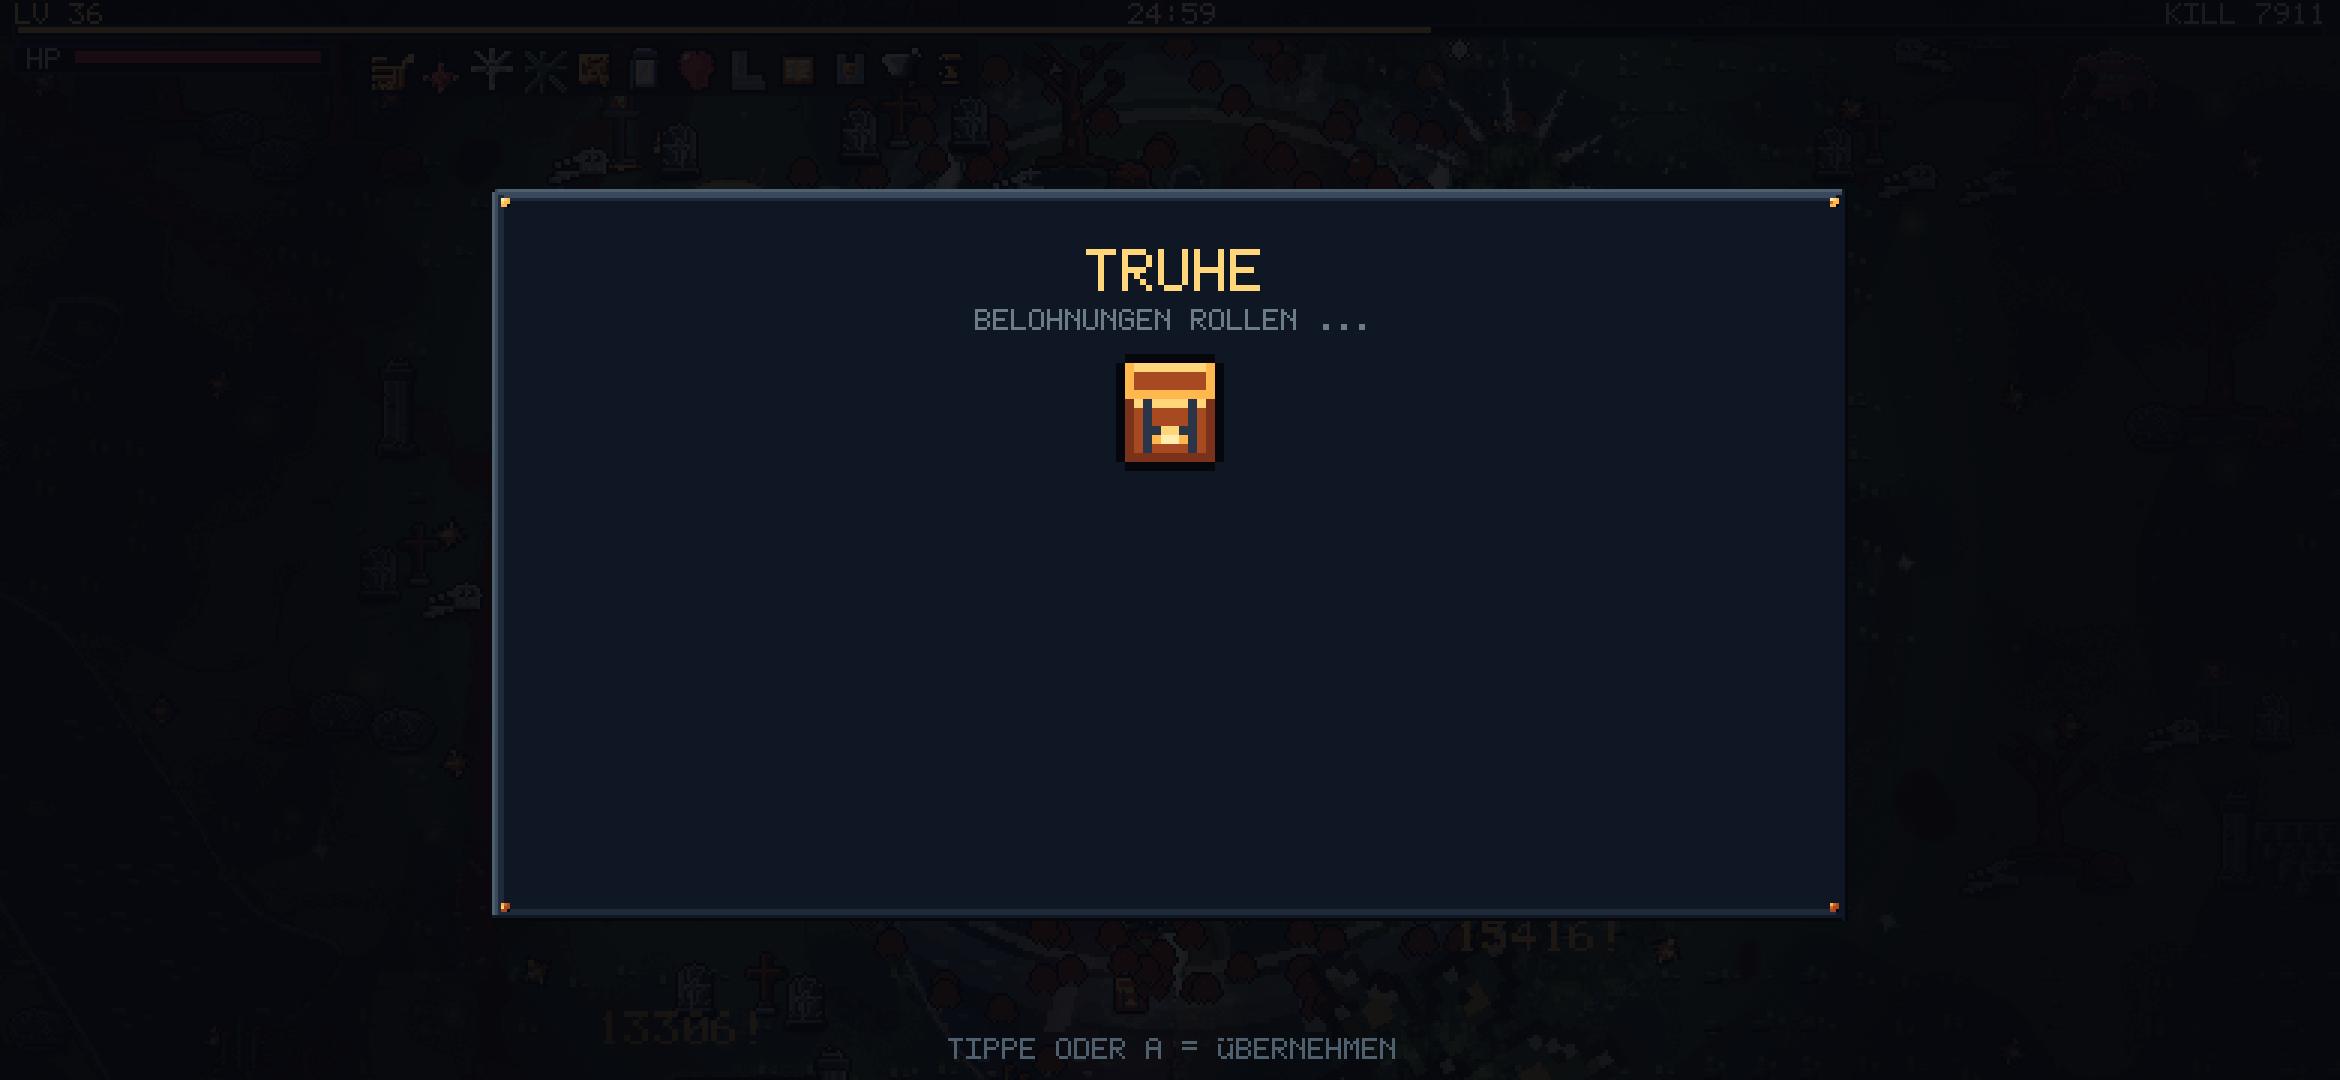 LV 36
24:59
KILL 7911
HP
TRUHE
BELOHNUNGEN ROLLEN ...
15416!
13306!
TIPPE ODER A = üBERNEHMEN